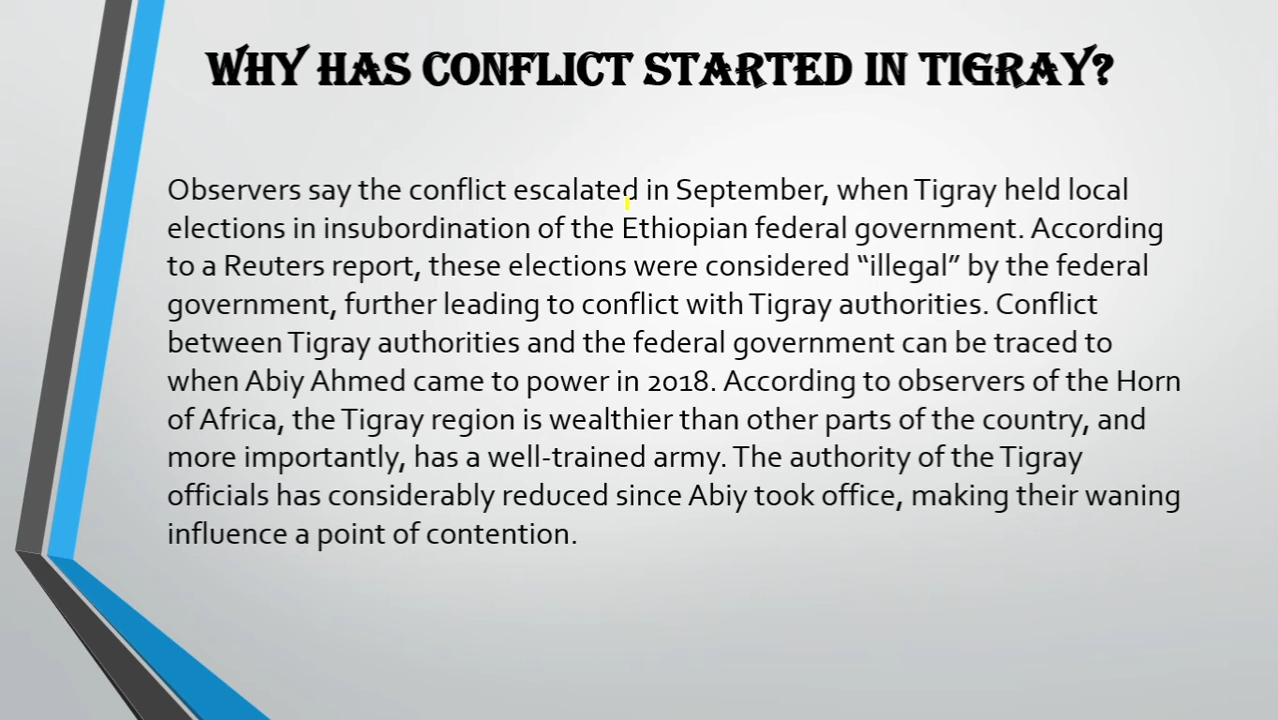 WHY HAS CONFLICT STARTED IN TIGRAY?
Observers say the conflict escalated in September, when Tigray held local
elections in insubordination of the Ethiopian federal government. According
to a Reuters report, these elections were considered “illegal” by the federal
government, further leading to conflict with Tigray authorities. Conflict
between Tigray authorities and the federal government can be traced to
when Abiy Ahmed came to power in 2018. According to observers of the Horn
of Africa, the Tigray region is wealthier than other parts of the country, and
more importantly, has a well-trained army. The authority of the Tigray
officials has considerably reduced since Abiy took office, making their waning
influence a point of contention.